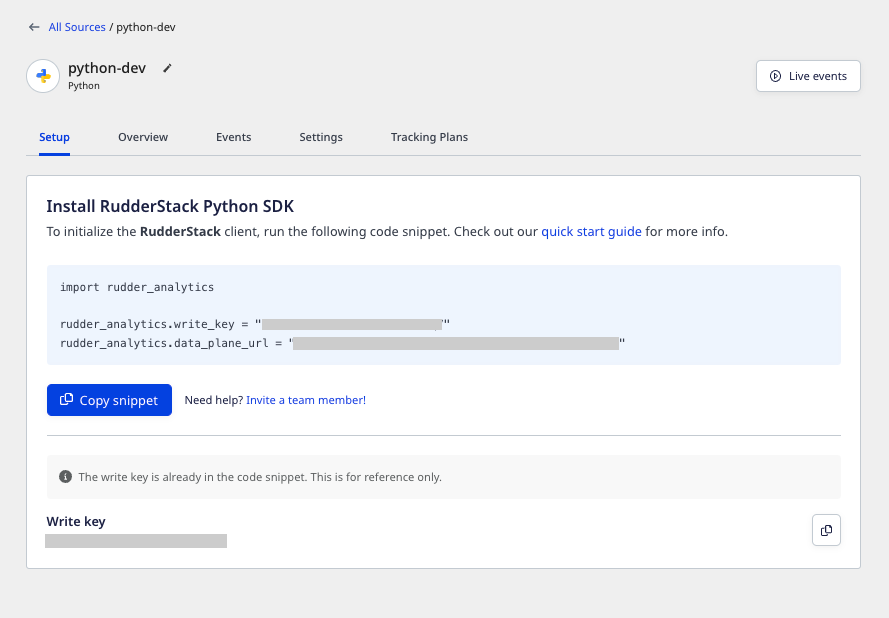 ← All Sources / python-dev
python-dev
Python
Live events
Setup Overview Events Settings Tracking Plans
Install RudderStack Python SDK
To initialize the RudderStack client, run the following code snippet. Check out our quick start guide for more info.
import rudder_analytics
rudder_analytics.write_key = ""
rudder_analytics.data_plane_url = ""
Copy snippet
Need help? Invite a team member!
The write key is already in the code snippet. This is for reference only.
Write key